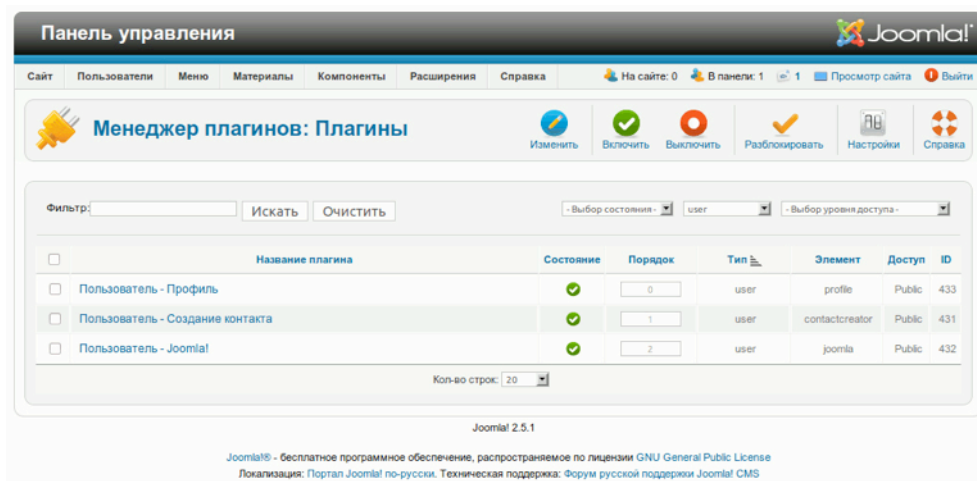 Панель управления
Joomla!
Сайт Пользователи Меню Материалы Компоненты Расширения Справка На сайте: 0 В панели: 1 1 Просмотр сайта Выйти
Менеджер плагинов: Плагины
Изменить Включить Выключить Разблокировать Настройки Справка
Фильтр: Искать Очистить - Выбор состояния - user - Выбор уровня доступа -
Название плагина Состояние Порядок Тип Элемент Доступ ID
Пользователь - Профиль 0 user profile Public 433
Пользователь - Создание контакта 1 user contactcreator Public 431
Пользователь - Joomla! 2 user joomla Public 432
Кол-во строк: 20
Joomla! 2.5.1
Joomla!® - бесплатное программное обеспечение, распространяемое по лицензии GNU General Public License
Локализация: Портал Joomla! по-русски. Техническая поддержка: Форум русской поддержки Joomla! CMS